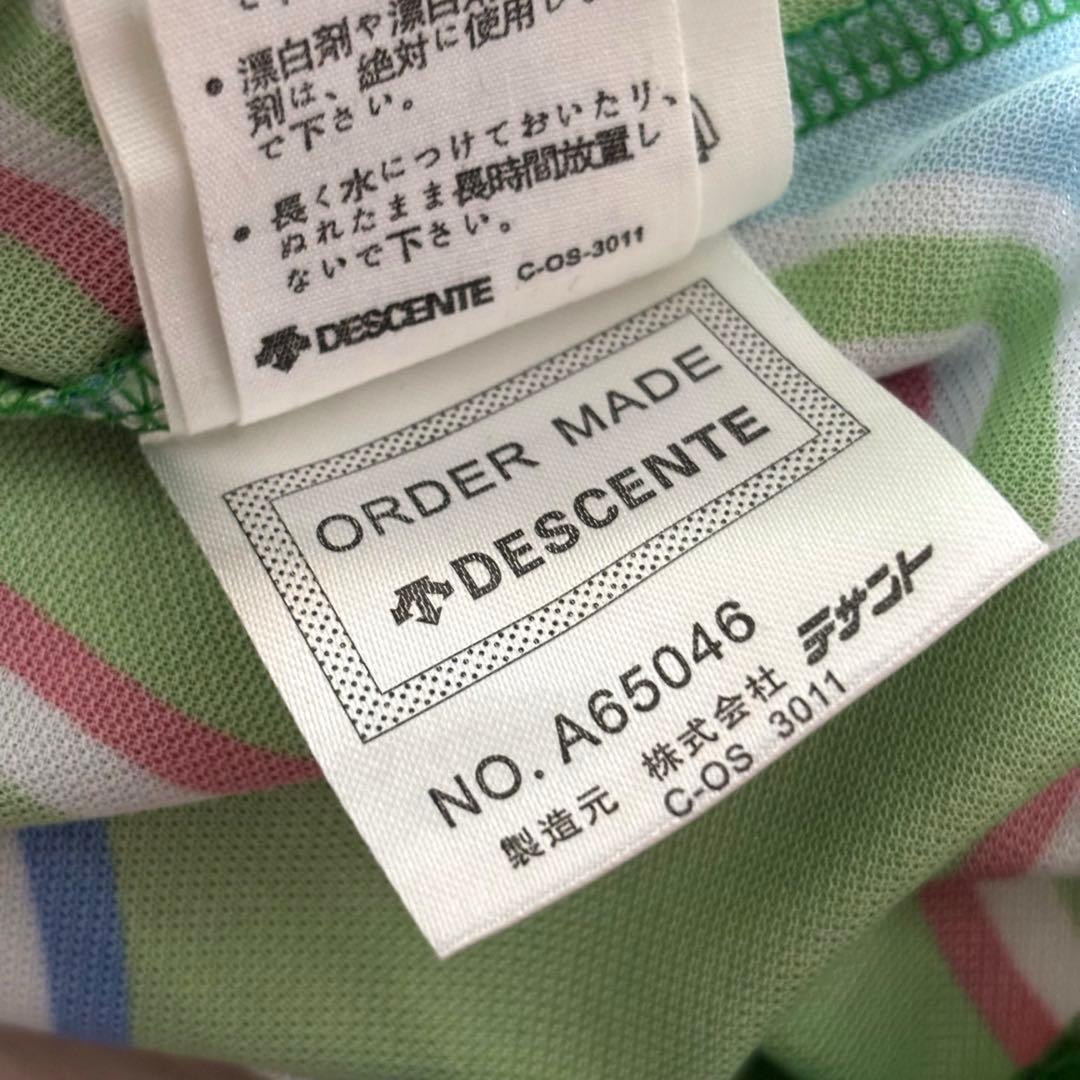 • 漂白剤や漂白
剤は、絶対に使用し
で下さい。
• 長く水につけておいたり、
ぬれたまま長時間放置し
ないで下さい。
DESCENTE C-OS-3011
ORDER MADE
DESCENTE
NO. A65046
製造元 株式会社 デサント
C-OS 3011